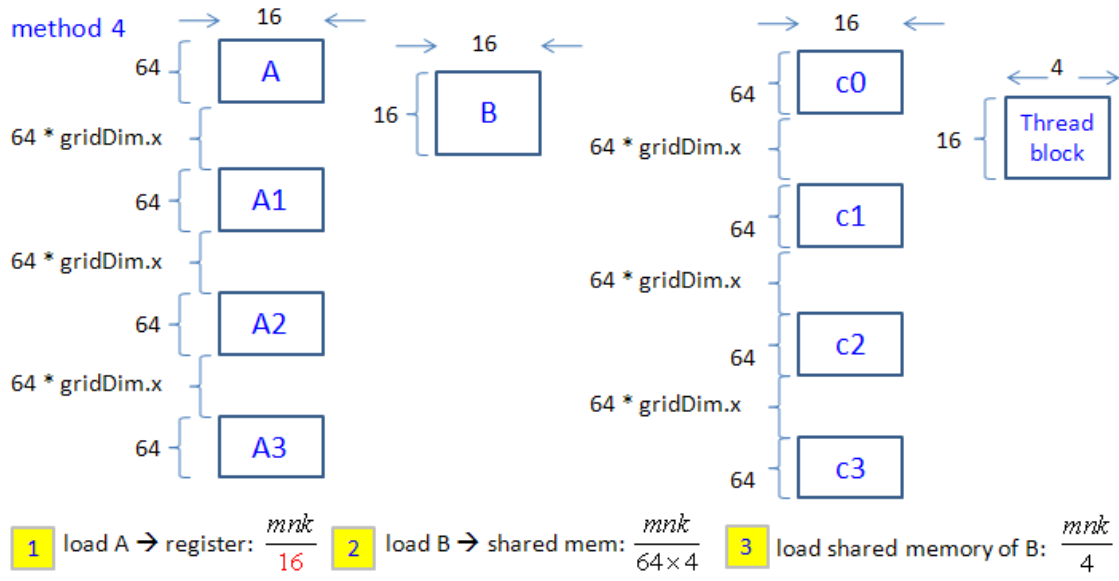 method 4
16
64
A
64 * gridDim.x
64
A1
64 * gridDim.x
64
A2
64 * gridDim.x
64
A3
16
16
B
16
64
c0
64 * gridDim.x
64
c1
64 * gridDim.x
64
c2
64 * gridDim.x
64
c3
4
16
Thread
block
1 load A → register: mnk/16
2 load B → shared mem: mnk/64×4
3 load shared memory of B: mnk/4